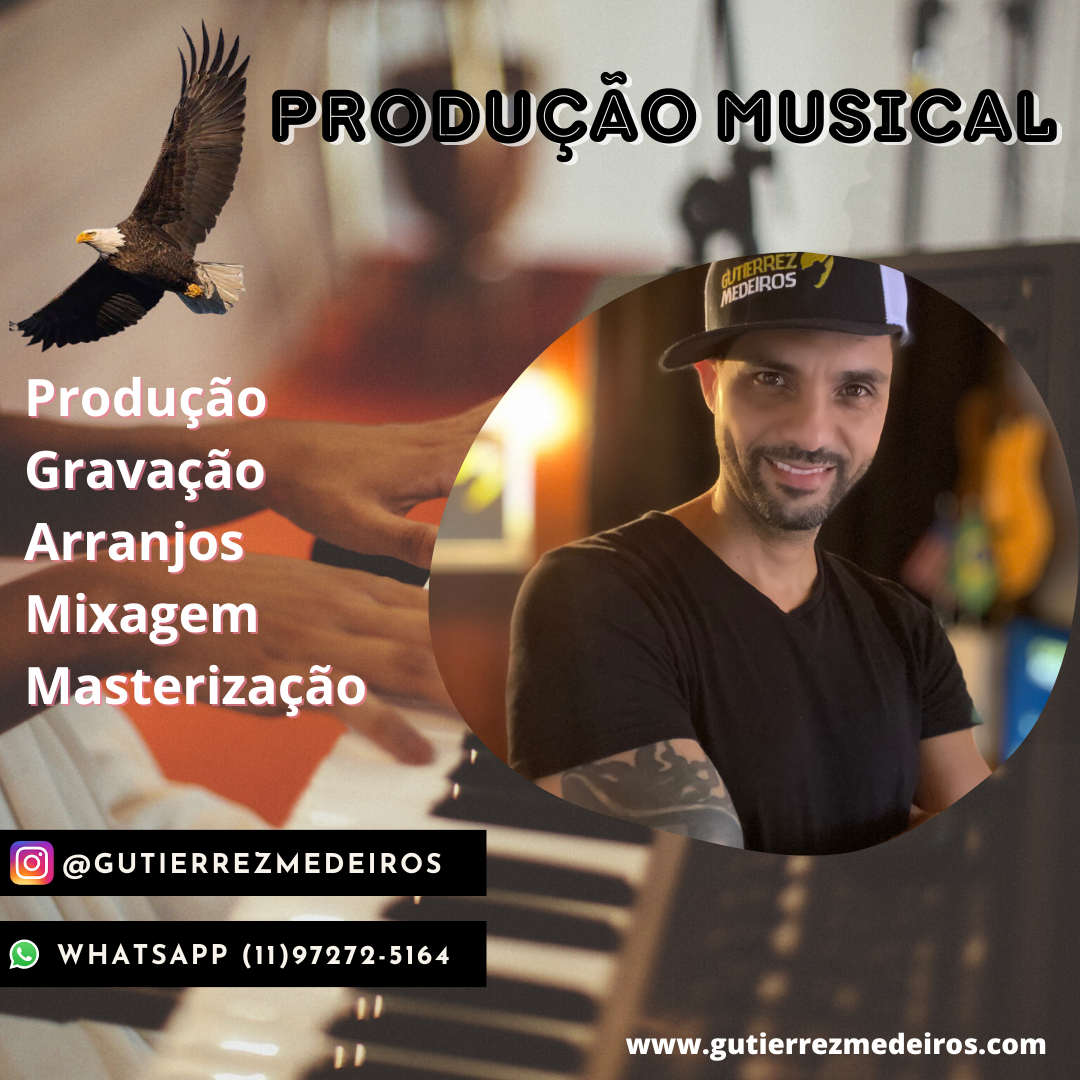 PRODUÇÃO MUSICAL
GUTIERREZ
MEDEIROS
Produção
Gravação
Arranjos
Mixagem
Masterização
@GUTIERREZMEDEIROS
WHATSAPP (11)97272-5164
www.gutierrezmedeiros.com